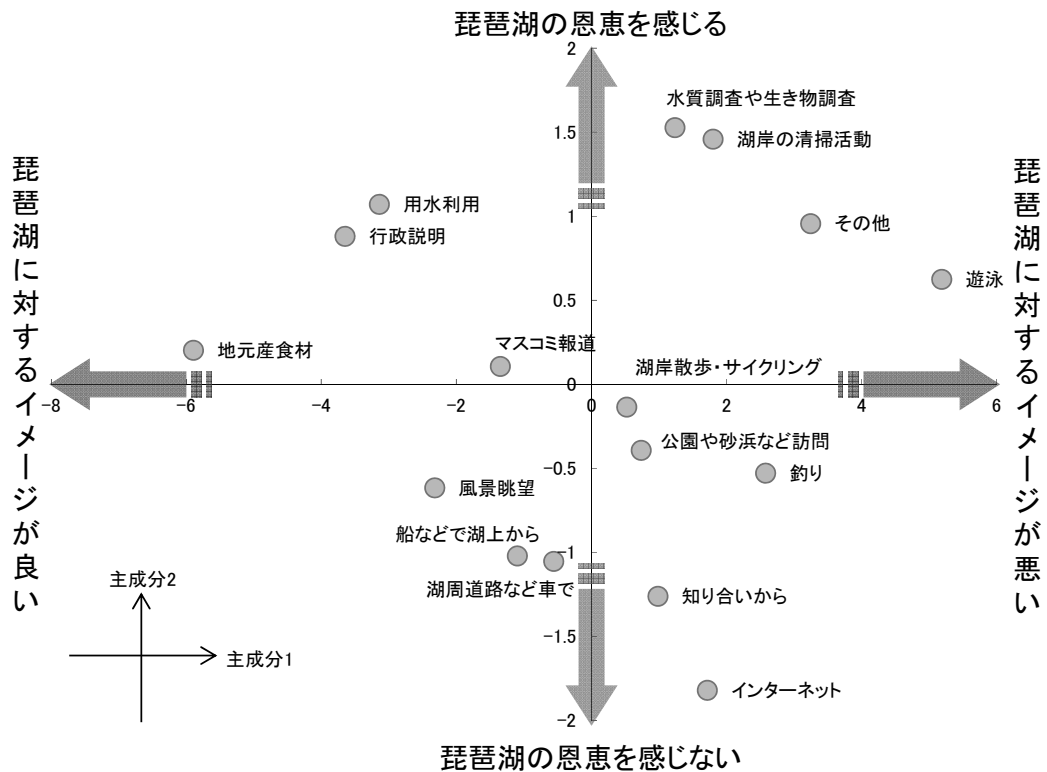 琵琶湖の恩恵を感じる
2
水質調査や生き物調査
1.5
湖岸の清掃活動
用水利用
1
その他
行政説明
0.5
遊泳
地元産食材
マスコミ報道
湖岸散歩・サイクリング
0
-8
-6
-4
-2
0
2
4
6
公園や砂浜など訪問
-0.5
釣り
風景眺望
船などで湖上から
-1
湖周道路など車で
知り合いから
-1.5
インターネット
-2
琵琶湖の恩恵を感じない
琵琶湖に対するイメージが良い
琵琶湖に対するイメージが悪い
主成分2
主成分1